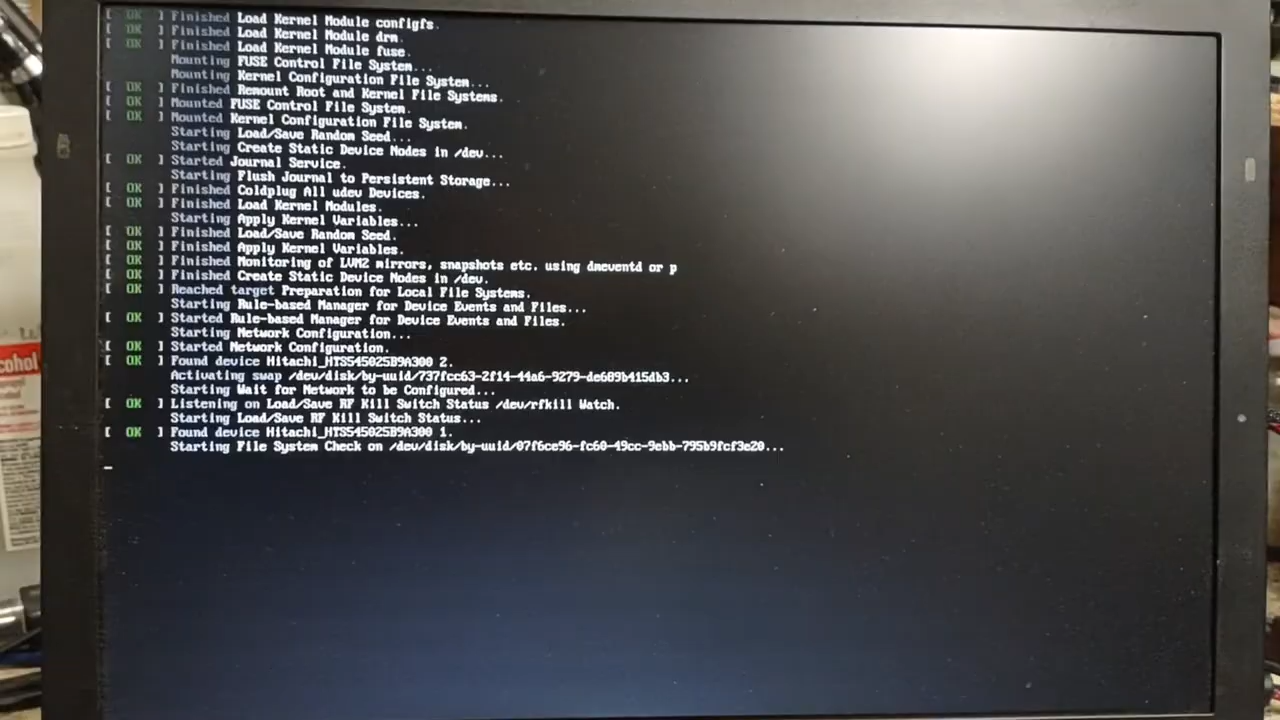 [ OK ] Finished Load Kernel Module configfs.
[ OK ] Finished Load Kernel Module drm.
[ OK ] Finished Load Kernel Module fuse.
Mounting FUSE Control File System...
Mounting Kernel Configuration File System...
[ OK ] Finished Remount Root and Kernel File Systems.
[ OK ] Mounted FUSE Control File System.
[ OK ] Mounted Kernel Configuration File System.
Starting Load/Save Random Seed...
Starting Create Static Device Nodes in /dev...
[ OK ] Started Journal Service.
Starting Flush Journal to Persistent Storage...
[ OK ] Finished Coldplug All udev Devices.
[ OK ] Finished Load Kernel Modules.
Starting Apply Kernel Variables...
[ OK ] Finished Load/Save Random Seed.
[ OK ] Finished Apply Kernel Variables.
[ OK ] Finished Monitoring of LVM2 mirrors, snapshots etc. using dmeventd or p
[ OK ] Finished Create Static Device Nodes in /dev.
[ OK ] Reached target Preparation for Local File Systems.
Starting Rule-based Manager for Device Events and Files...
[ OK ] Started Rule-based Manager for Device Events and Files.
Starting Network Configuration...
[ OK ] Started Network Configuration.
[ OK ] Found device Hitachi_HTS545025B9A300 2.
Activating swap /dev/disk/by-uuid/737fcc63-2f14-44a6-9279-de689b415db3...
Starting Wait for Network to be Configured...
[ OK ] Listening on Load/Save RF Kill Switch Status /dev/rfkill Watch.
Starting Load/Save RF Kill Switch Status...
[ OK ] Found device Hitachi_HTS545025B9A300 1.
Starting File System Check on /dev/disk/by-uuid/07f6ce96-fc60-49cc-9ebb-795b9fcf3e20...
cohol